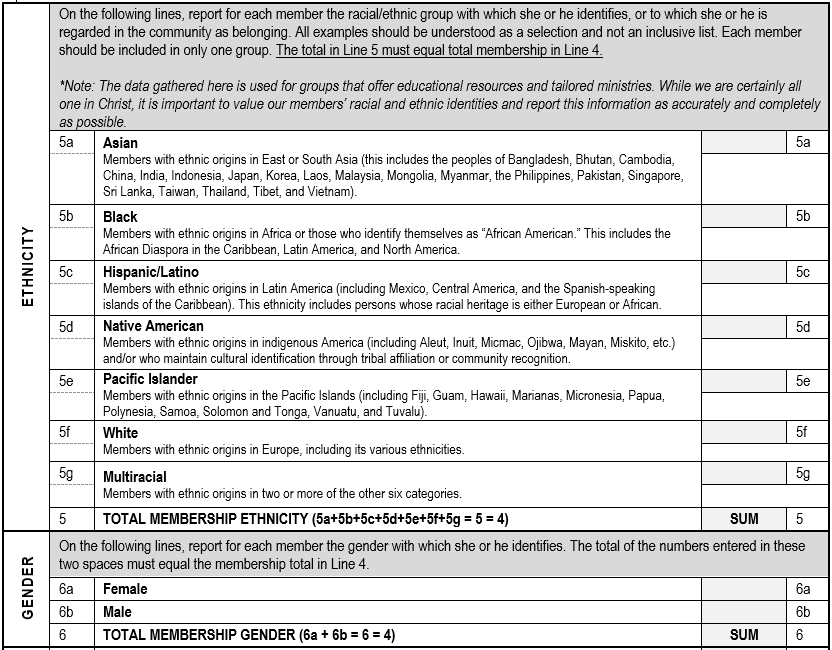 On the following lines, report for each member the racial/ethnic group with which she or he identifies, or to which she or he is
regarded in the community as belonging. All examples should be understood as a selection and not an inclusive list. Each member
should be included in only one group. The total in Line 5 must equal total membership in Line 4.
*Note: The data gathered here is used for groups that offer educational resources and tailored ministries. While we are certainly all
one in Christ, it is important to value our members' racial and ethnic identities and report this information as accurately and completely
as possible.
ETHNICITY
5a Asian 5a
Members with ethnic origins in East or South Asia (this includes the peoples of Bangladesh, Bhutan, Cambodia,
China, India, Indonesia, Japan, Korea, Laos, Malaysia, Mongolia, Myanmar, the Philippines, Pakistan, Singapore,
Sri Lanka, Taiwan, Thailand, Tibet, and Vietnam).
5b Black 5b
Members with ethnic origins in Africa or those who identify themselves as “African American.” This includes the
African Diaspora in the Caribbean, Latin America, and North America.
5c Hispanic/Latino 5c
Members with ethnic origins in Latin America (including Mexico, Central America, and the Spanish-speaking
islands of the Caribbean). This ethnicity includes persons whose racial heritage is either European or African.
5d Native American 5d
Members with ethnic origins in indigenous America (including Aleut, Inuit, Micmac, Ojibwa, Mayan, Miskito, etc.)
and/or who maintain cultural identification through tribal affiliation or community recognition.
5e Pacific Islander 5e
Members with ethnic origins in the Pacific Islands (including Fiji, Guam, Hawaii, Marianas, Micronesia, Papua,
Polynesia, Samoa, Solomon and Tonga, Vanuatu, and Tuvalu).
5f White 5f
Members with ethnic origins in Europe, including its various ethnicities.
5g Multiracial 5g
Members with ethnic origins in two or more of the other six categories.
5 TOTAL MEMBERSHIP ETHNICITY (5a+5b+5c+5d+5e+5f+5g = 5 = 4) SUM 5
GENDER
On the following lines, report for each member the gender with which she or he identifies. The total of the numbers entered in these
two spaces must equal the membership total in Line 4.
6a Female 6a
6b Male 6b
6 TOTAL MEMBERSHIP GENDER (6a + 6b = 6 = 4) SUM 6